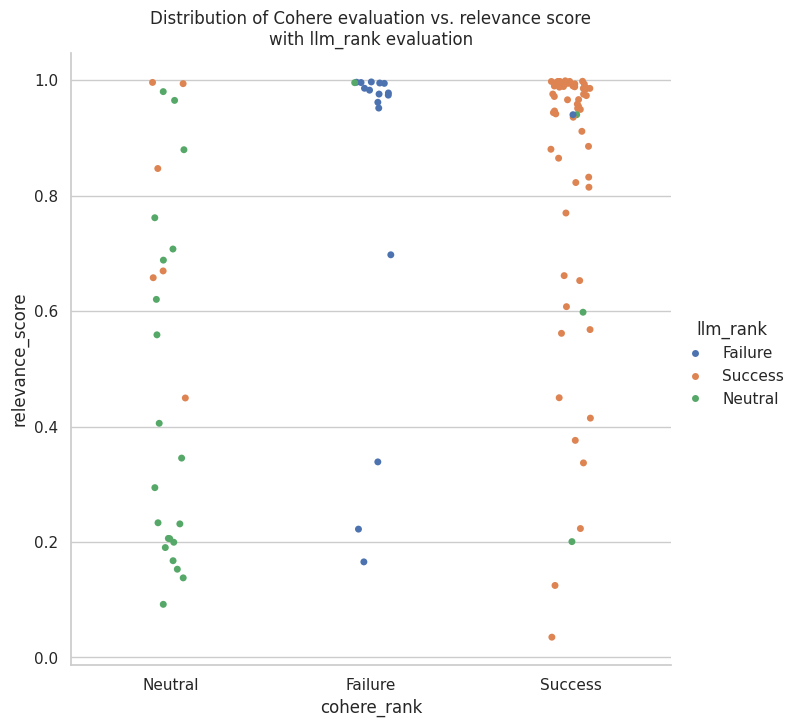 Distribution of Cohere evaluation vs. relevance score
with llm_rank evaluation
1.0
0.8
0.6
0.4
0.2
0.0
relevance_score
Neutral
Failure
Success
cohere_rank
llm_rank
Failure
Success
Neutral